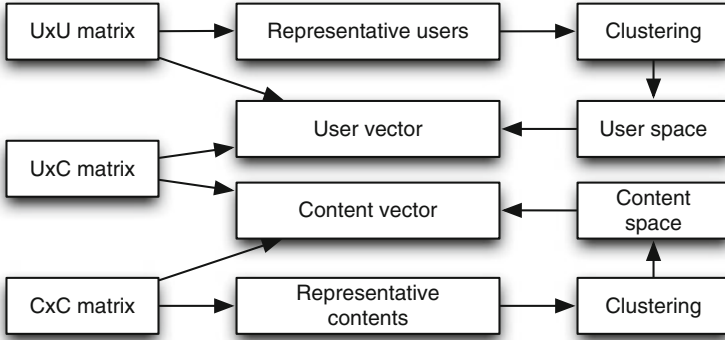 UxU matrix
Representative users
Clustering
User vector
User space
UxC matrix
Content vector
Content
space
CxC matrix
Representative
contents
Clustering